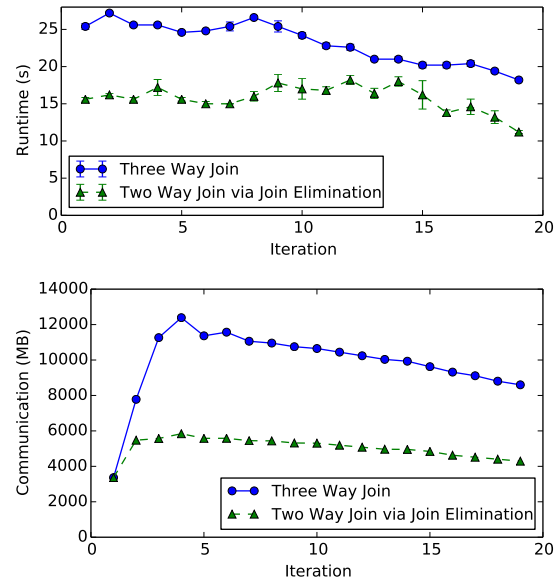 30
25
20
15
10
5
0
Runtime (s)
Three Way Join
Two Way Join via Join Elimination
0 5 10 15 20
Iteration
14000
12000
10000
8000
6000
4000
2000
0
Communication (MB)
Three Way Join
Two Way Join via Join Elimination
0 5 10 15 20
Iteration